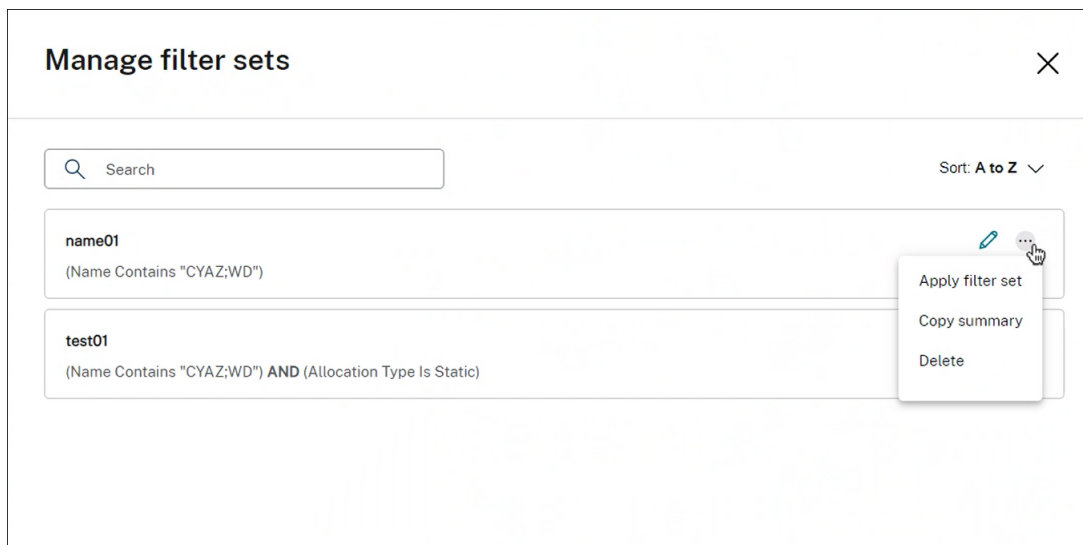 Manage filter sets
Search
Sort: A to Z
name01
(Name Contains "CYAZ;WD")
Apply filter set
Copy summary
Delete
test01
(Name Contains "CYAZ;WD") AND (Allocation Type Is Static)